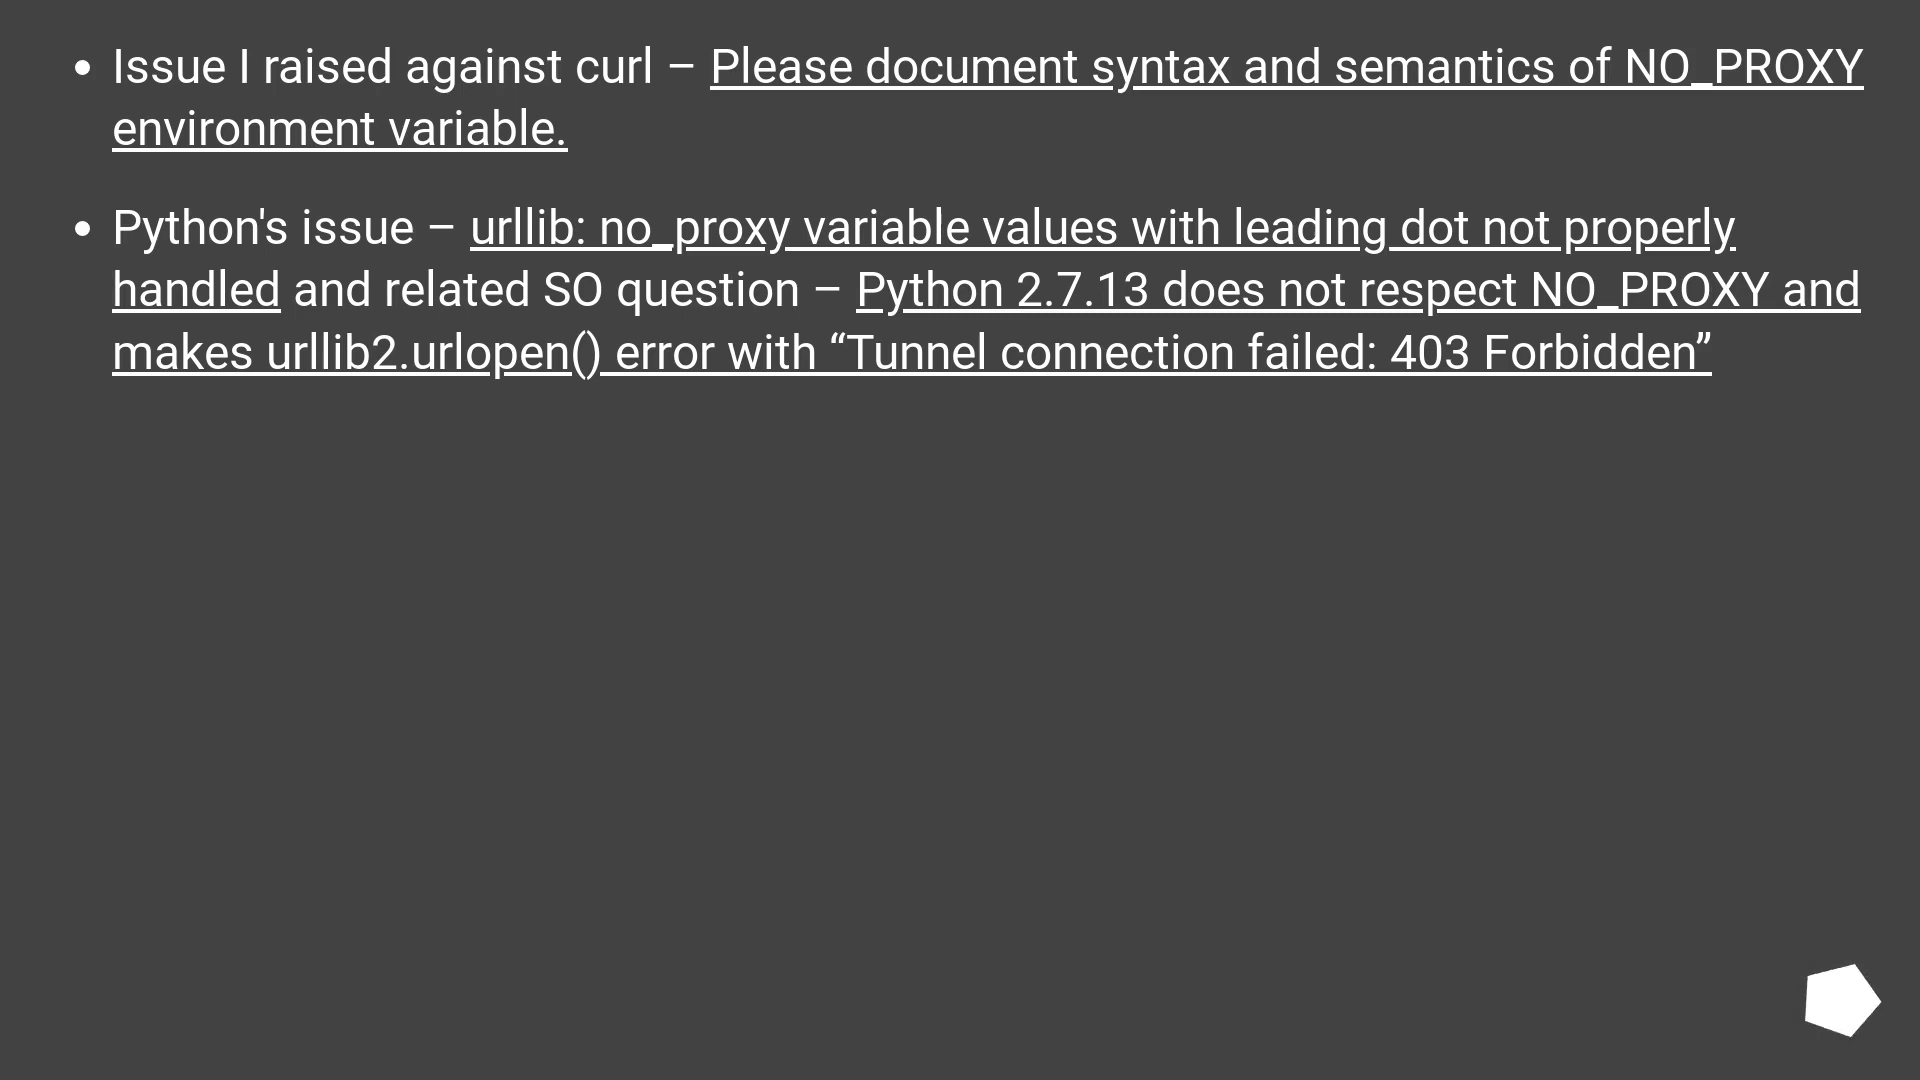 • Issue I raised against curl – Please document syntax and semantics of NO_PROXY
environment variable.
• Python's issue – urllib: no_proxy variable values with leading dot not properly
handled and related SO question – Python 2.7.13 does not respect NO_PROXY and
makes urllib2.urlopen() error with “Tunnel connection failed: 403 Forbidden”